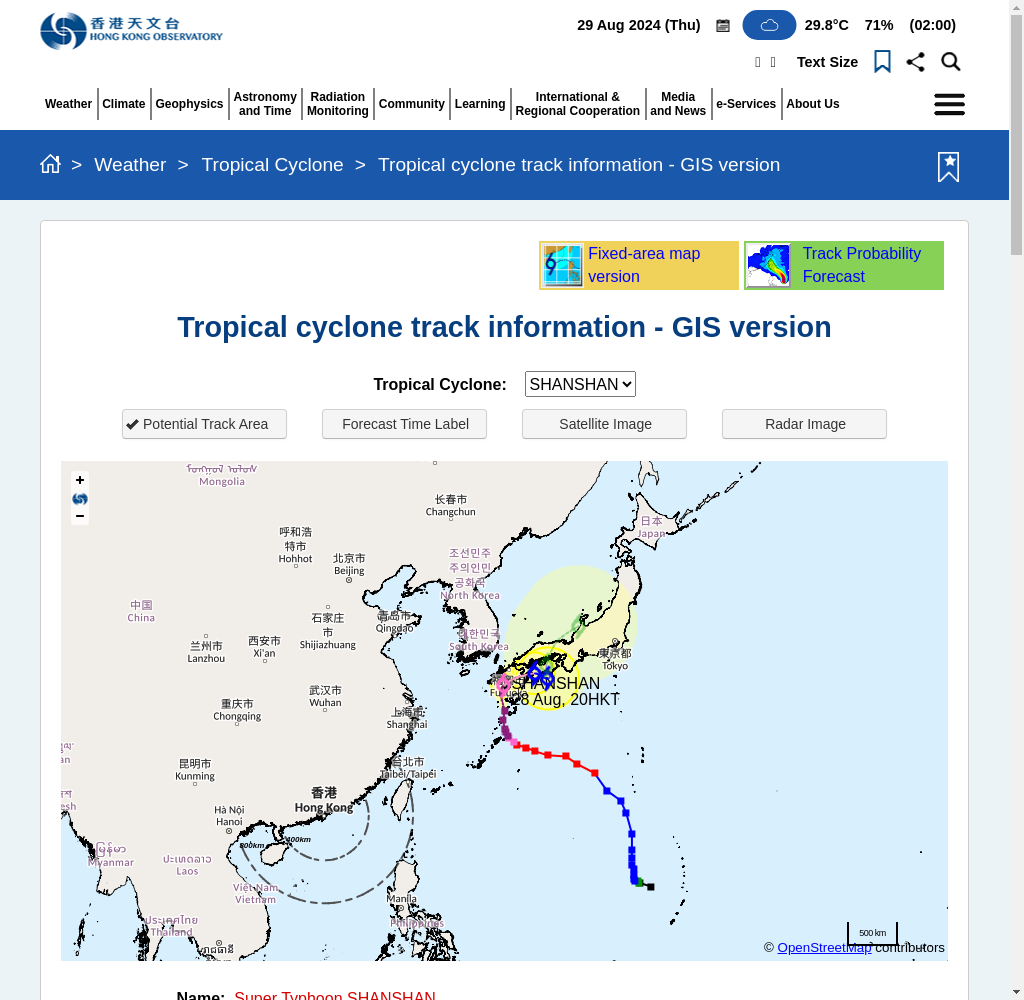 香港天文台
HONG KONG OBSERVATORY
29 Aug 2024 (Thu)
29.8°C 71% (02:00)
Text Size
Weather
Climate
Geophysics
Astronomy
and Time
Radiation
Monitoring
Community
Learning
International &
Regional Cooperation
Media
and News
e-Services
About Us
> Weather > Tropical Cyclone > Tropical cyclone track information - GIS version
Fixed-area map
version
Track Probability
Forecast
Tropical cyclone track information - GIS version
Tropical Cyclone: SHANSHAN
Potential Track Area
Forecast Time Label
Satellite Image
Radar Image
+
−
Mongolia
长春市
Changchun
日本
Japan
呼和浩
特市
Hohhot
北京市
Beijing
조선민주
주의인민
공화국
North Korea
中国
China
石家庄
市
Shijiazhuang
青岛市
Qingdao
대한민국
South Korea
兰州市
Lanzhou
西安市
Xi'an
東京都
Tokyo
SHANSHAN
28 Aug, 20HKT
武汉市
Wuhan
重庆市
Chongqing
上海市
Shanghai
昆明市
Kunming
台北市
Taibei/Taipei
香港
Hong Kong
Hà Nội
Hanoi
800km
400km
Myanmar
ປະເທດລາວ
Laos
Việt Nam
Vietnam
ประเทศไทย
Thailand
Manila
Philippines
500 km
© OpenStreetMap contributors
Name: Super Typhoon SHANSHAN